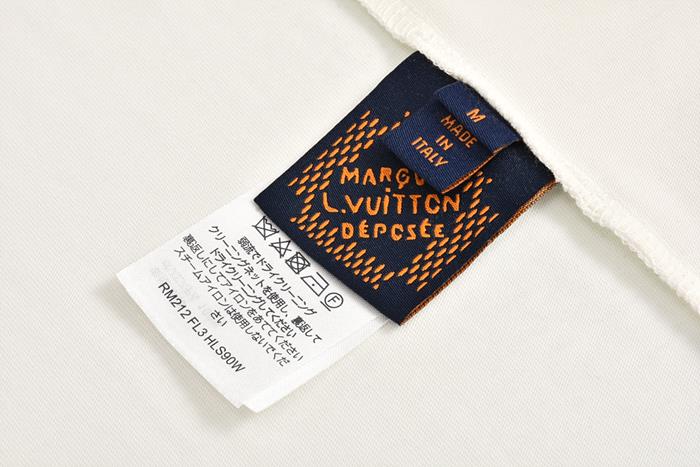 M
MADE
IN
ITALY
MARQU
L.VUITTON
DÉPOSÉE
F
弱流でドライクリーニング
クリーニングネットを使用し、裏返して
ドライクリーニングしてください
裏返しにしてアイロンをあててください
スチームアイロンは使用しないでくだ
さい
RM212 FL3 HLS90W